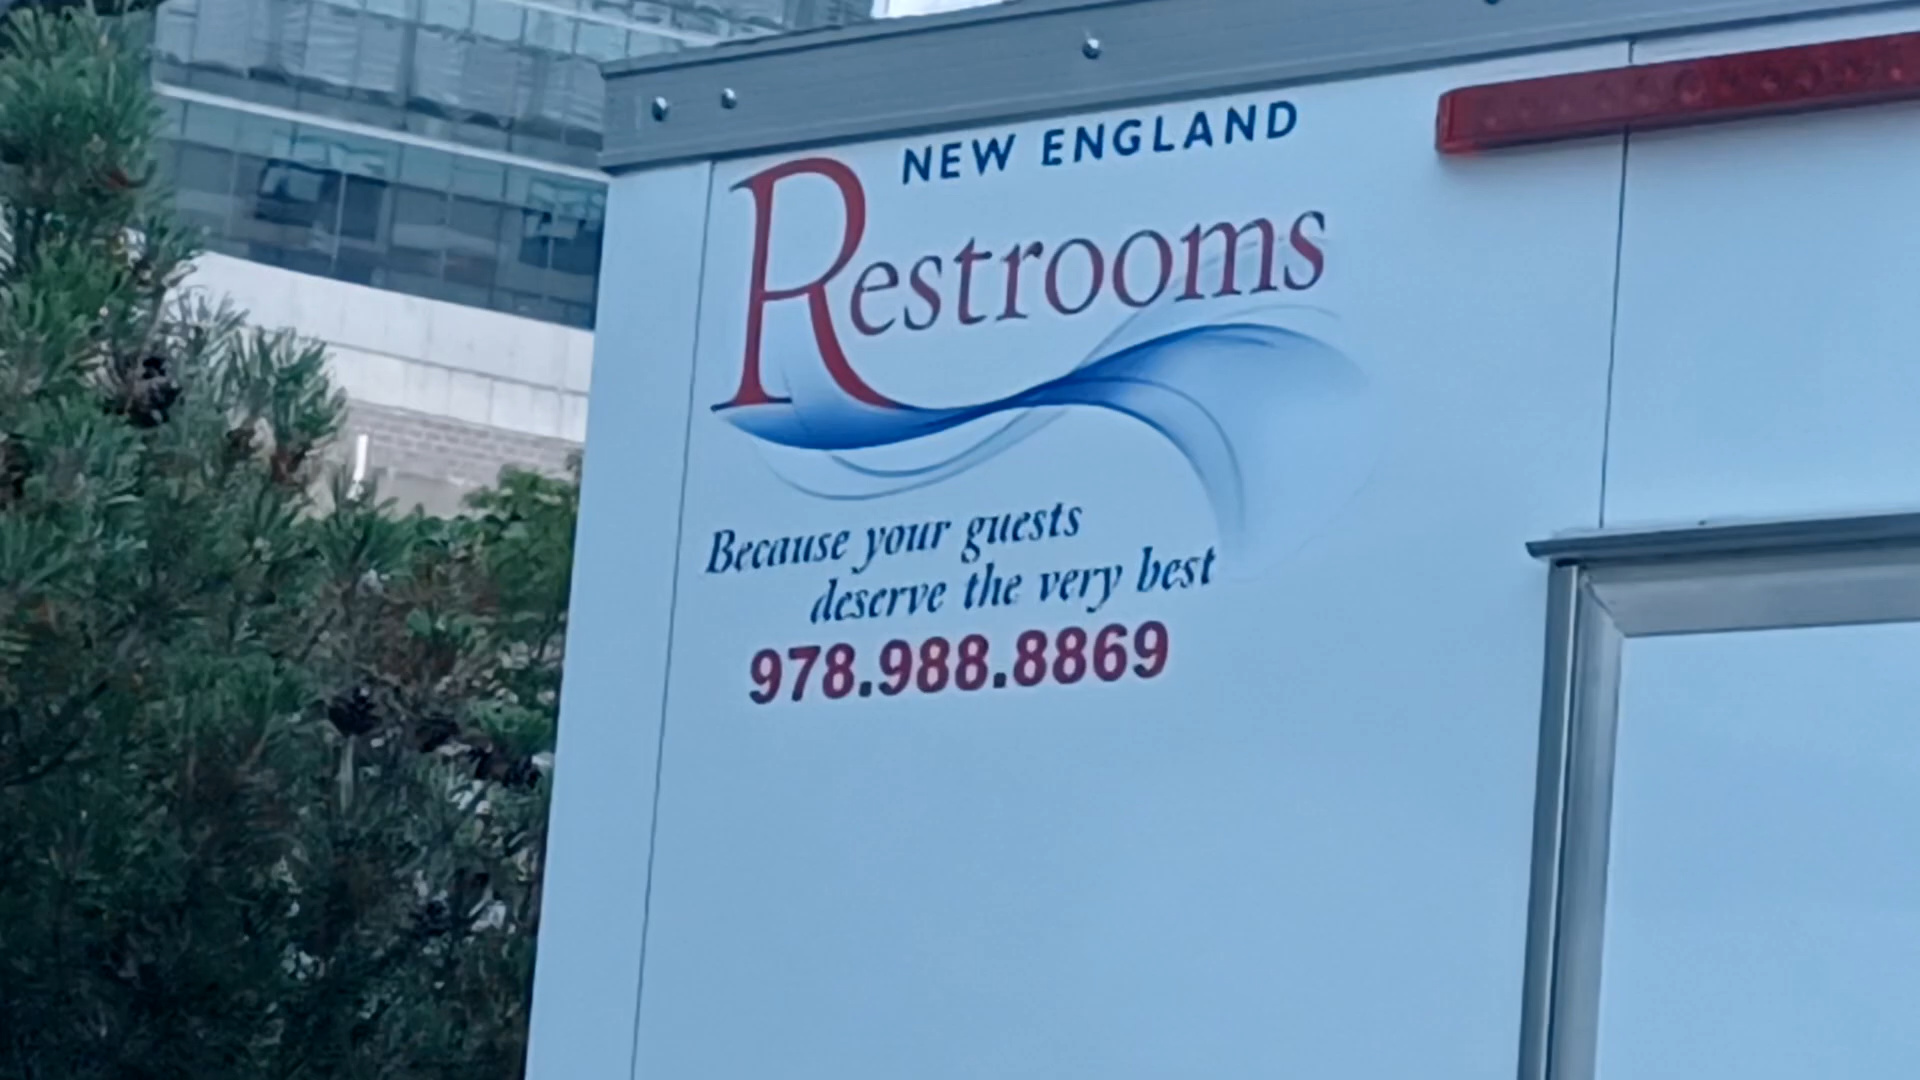 NEW ENGLAND
Restrooms
Because your guests
deserve the very best
978.988.8869